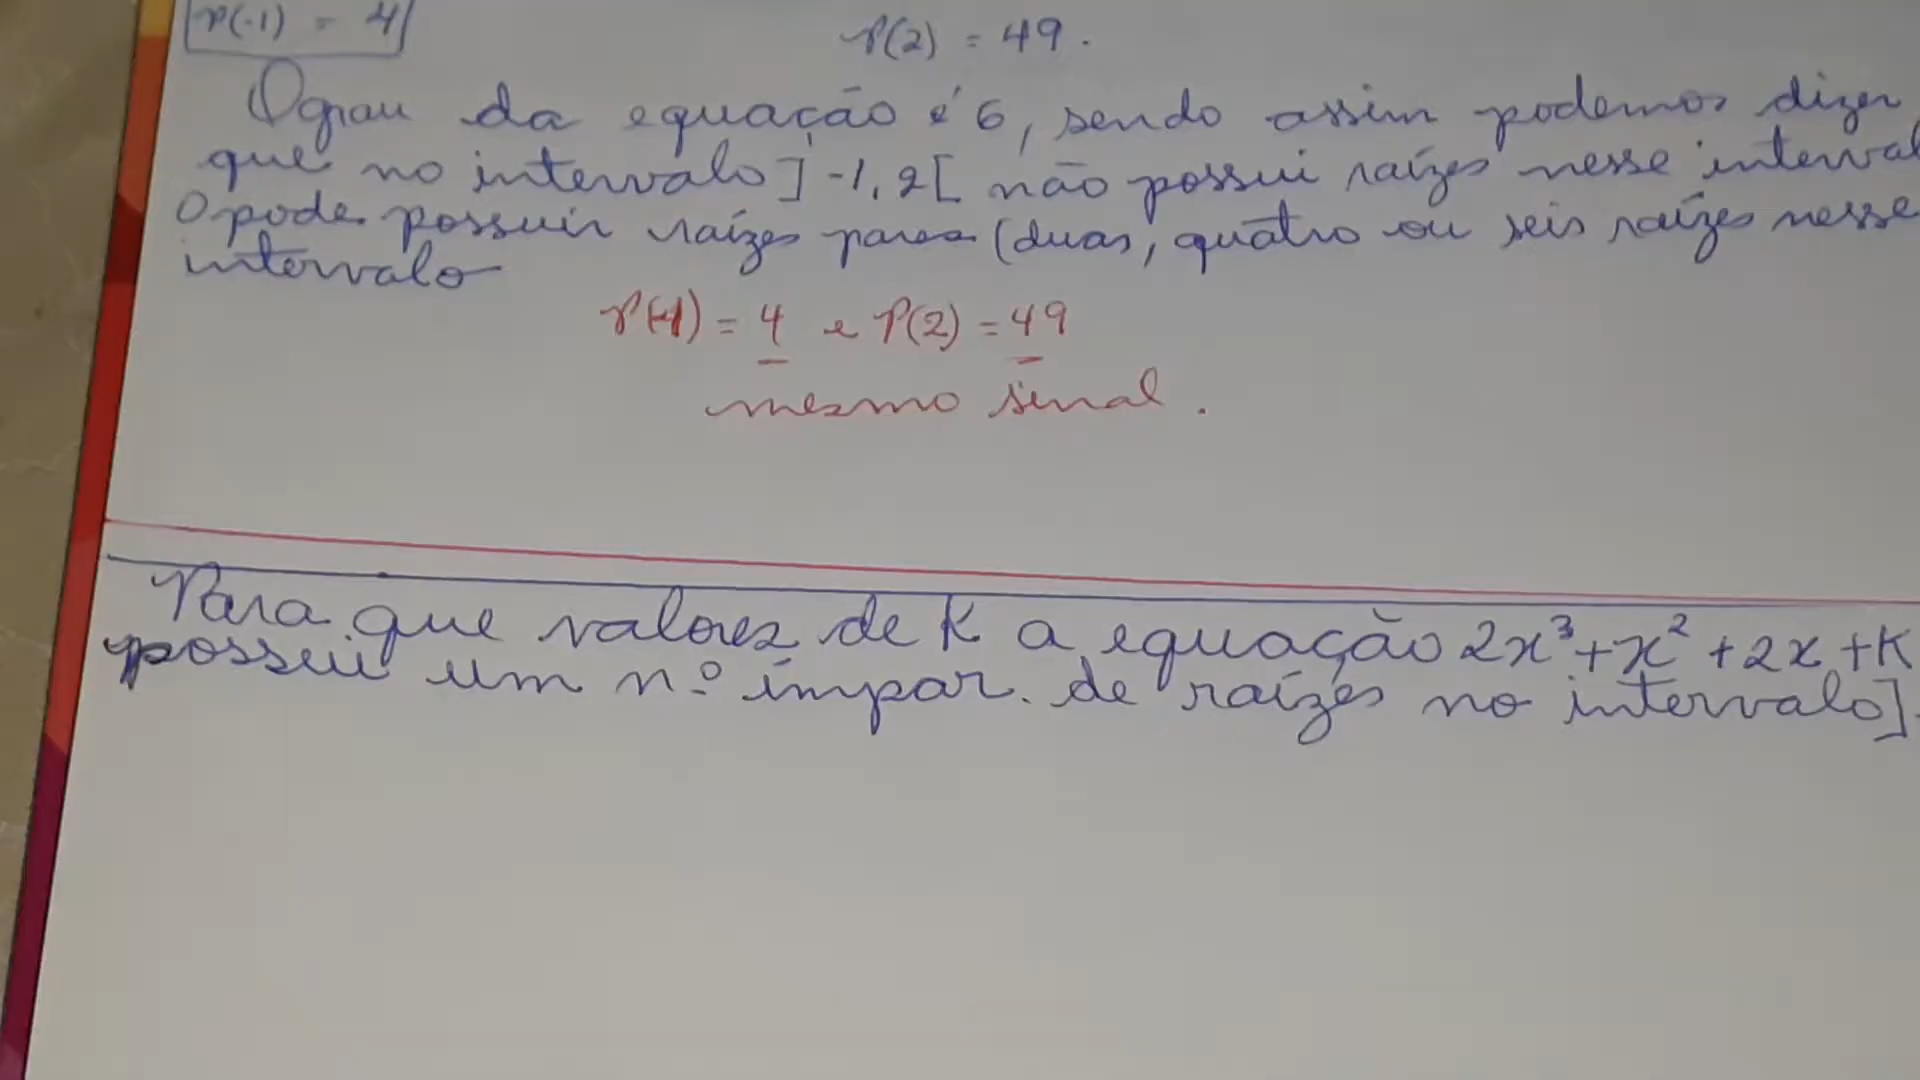 P(-1) = 4
P(2) = 49.
O grau da equação é 6, sendo assim podemos dizer
que no intervalo ]-1,2[ não possui raízes nesse interval
O pode possuir raízes pares (duas, quatro ou seis raízes nesse
intervalo
P(-1) = 4 e P(2) = 49
mesmo sinal.
Para que valores de K a equação 2x³+x²+2x+K
possui um n.º ímpar. de raízes no intervalo].